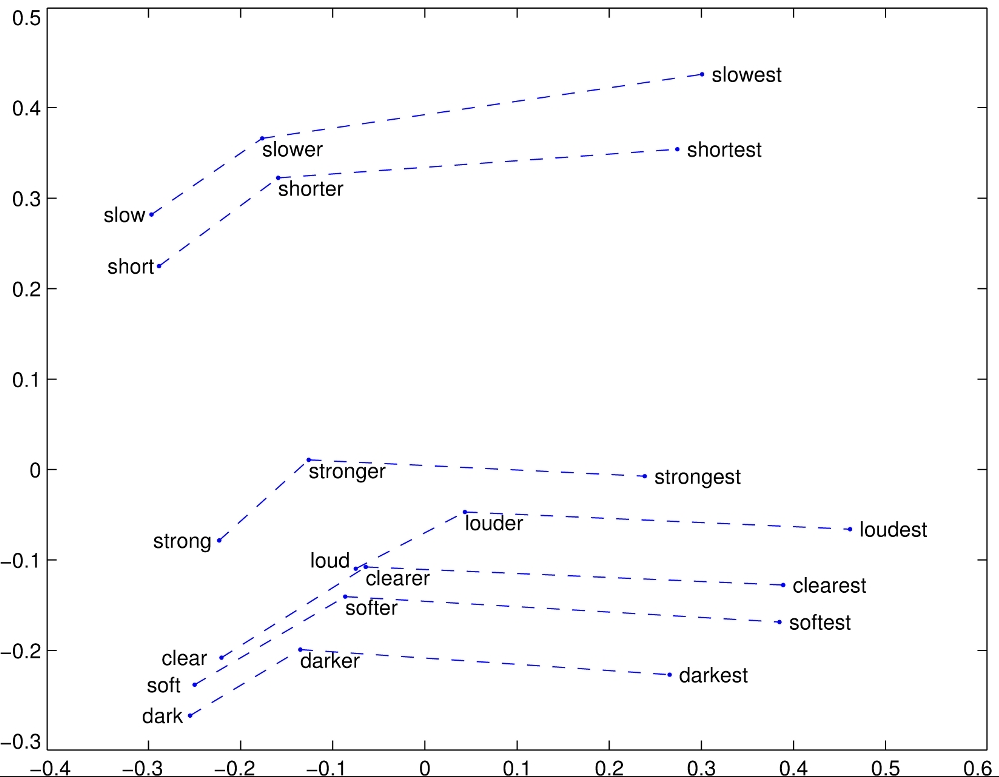 0.5
slowest
0.4
slower
shortest
shorter
0.3
slow
short
0.2
0.1
0
stronger
strongest
strong
louder
loudest
−0.1
loud
clearer
clearest
softer
softest
−0.2
clear
darker
soft
darkest
dark
−0.3
−0.4 −0.3 −0.2 −0.1 0 0.1 0.2 0.3 0.4 0.5 0.6